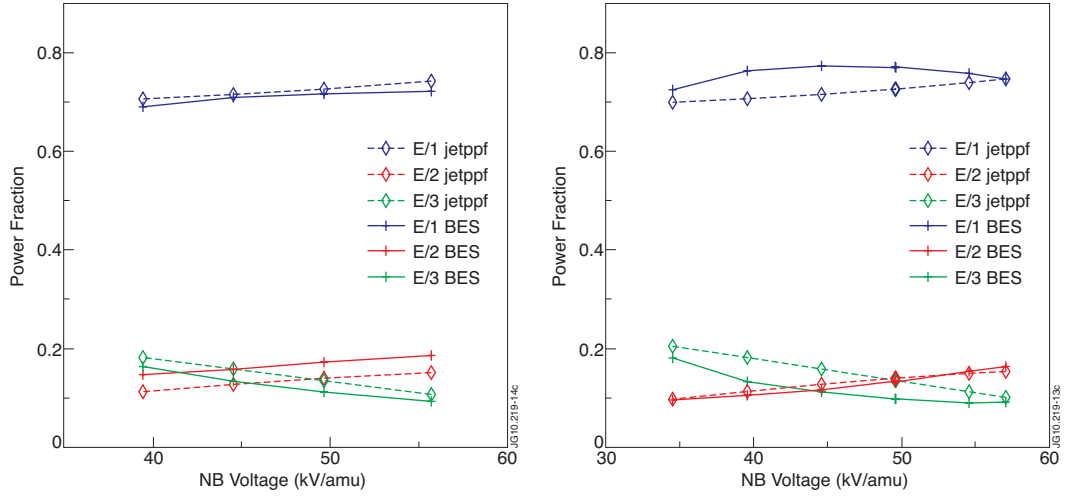 0.8
0.6
0.4
0.2
0
Power Fraction
E/1 jetppf
E/2 jetppf
E/3 jetppf
E/1 BES
E/2 BES
E/3 BES
40
50
60
NB Voltage (kV/amu)
JG10.219-14c
0.8
0.6
0.4
0.2
0
Power Fraction
E/1 jetppf
E/2 jetppf
E/3 jetppf
E/1 BES
E/2 BES
E/3 BES
30
40
50
60
NB Voltage (kV/amu)
JG10.219-13c